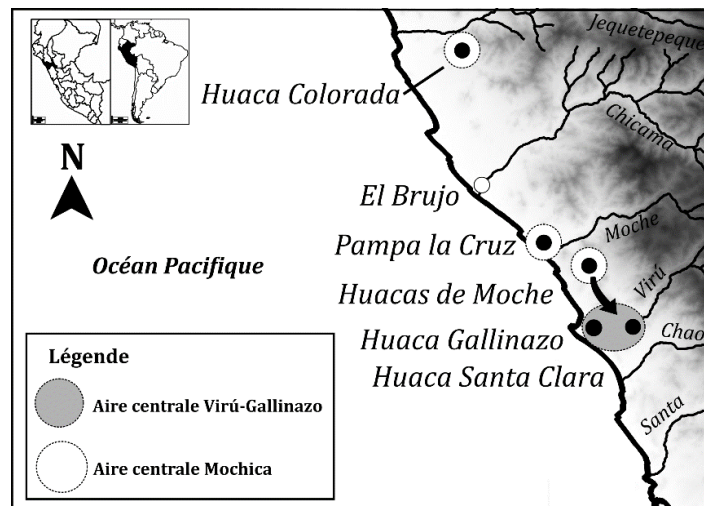 Jequetepeque
Huaca Colorada
Chicama
El Brujo
N
Moche
Pampa la Cruz
Océan Pacifique
Virú
Huacas de Moche
Huaca Gallinazo
Chao
Huaca Santa Clara
Santa
Légende
Aire centrale Virú-Gallinazo
Aire centrale Mochica